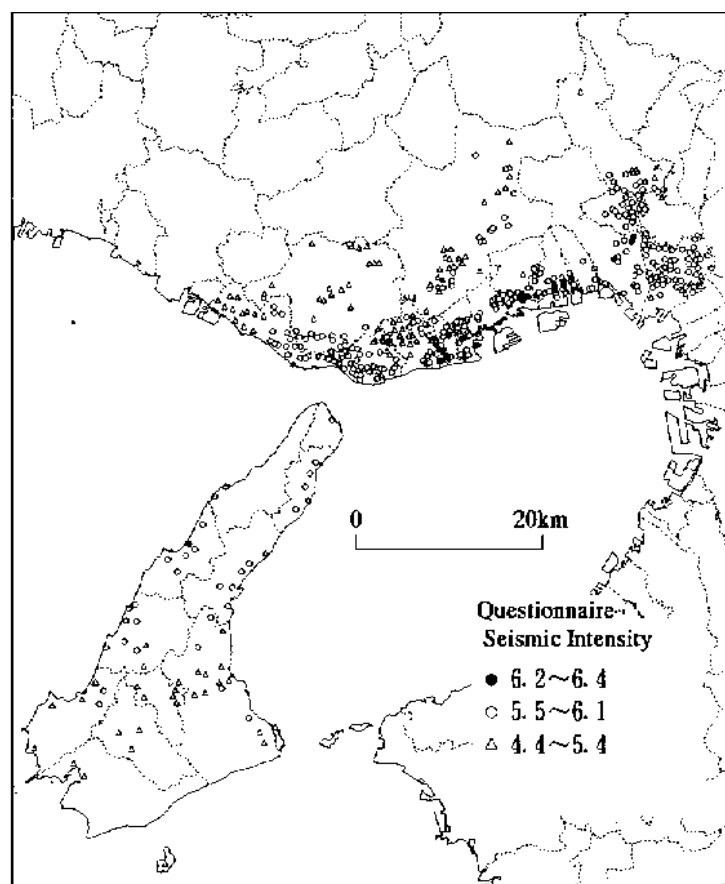 0 20km
Questionnaire
Seismic Intensity
● 6.2～6.4
○ 5.5～6.1
△ 4.4～5.4